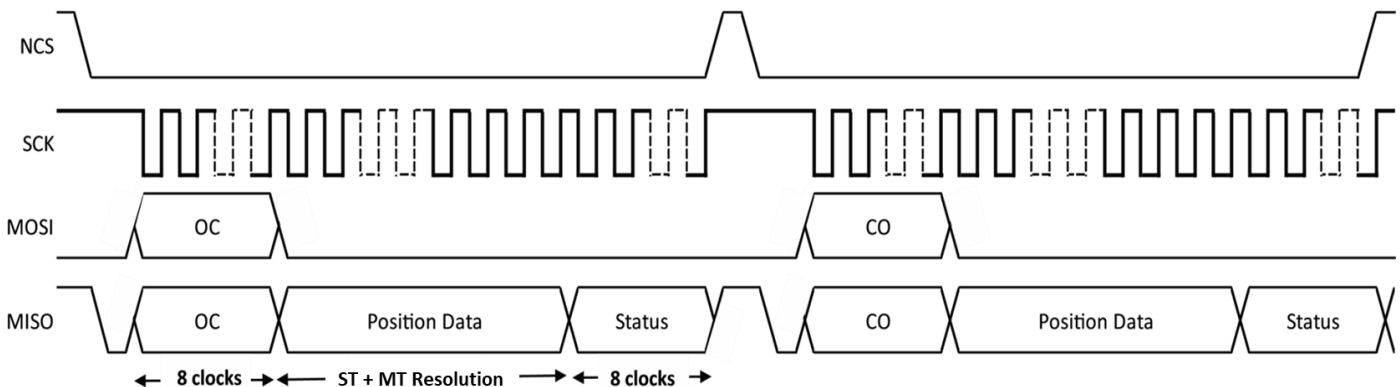 NCS
SCK
MOSI OC CO
MISO OC Position Data Status CO Position Data Status
8 clocks ST + MT Resolution 8 clocks